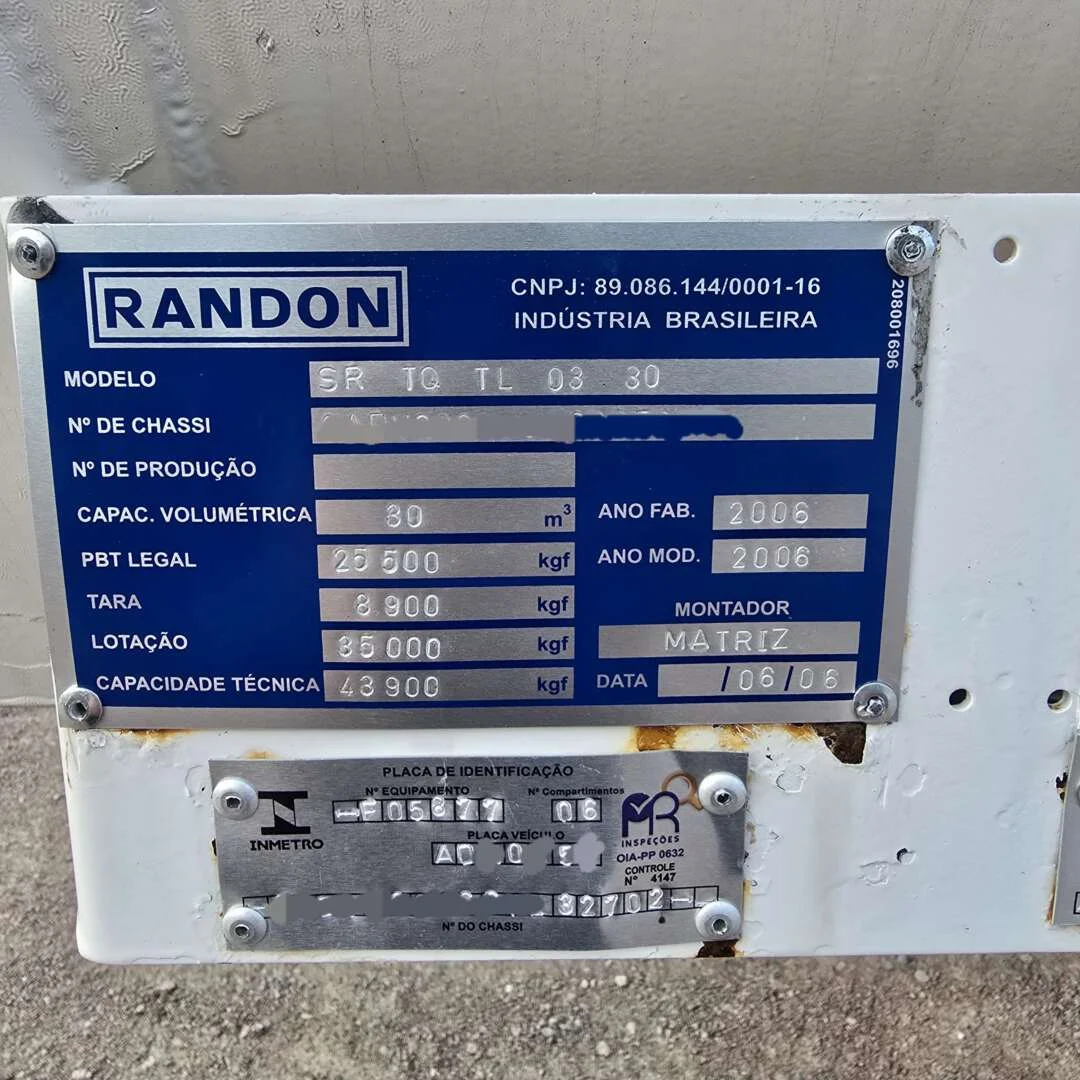 RANDON
CNPJ: 89.086.144/0001-16
INDÚSTRIA BRASILEIRA
208001696
MODELO SR TQ TL 03 30
Nº DE CHASSI
Nº DE PRODUÇÃO
CAPAC. VOLUMÉTRICA 30 m³ ANO FAB. 2006
PBT LEGAL 25 500 kgf ANO MOD. 2006
TARA 8 900 kgf MONTADOR
LOTAÇÃO 35 000 kgf MATRIZ
CAPACIDADE TÉCNICA 43 900 kgf DATA /06/06
PLACA DE IDENTIFICAÇÃO
Nº EQUIPAMENTO Nº Compartimentos
F05877 06
INMETRO
PLACA VEÍCULO
MR
INSPEÇÕES
OIA-PP 0632
CONTROLE
Nº 4147
32702
Nº DO CHASSI